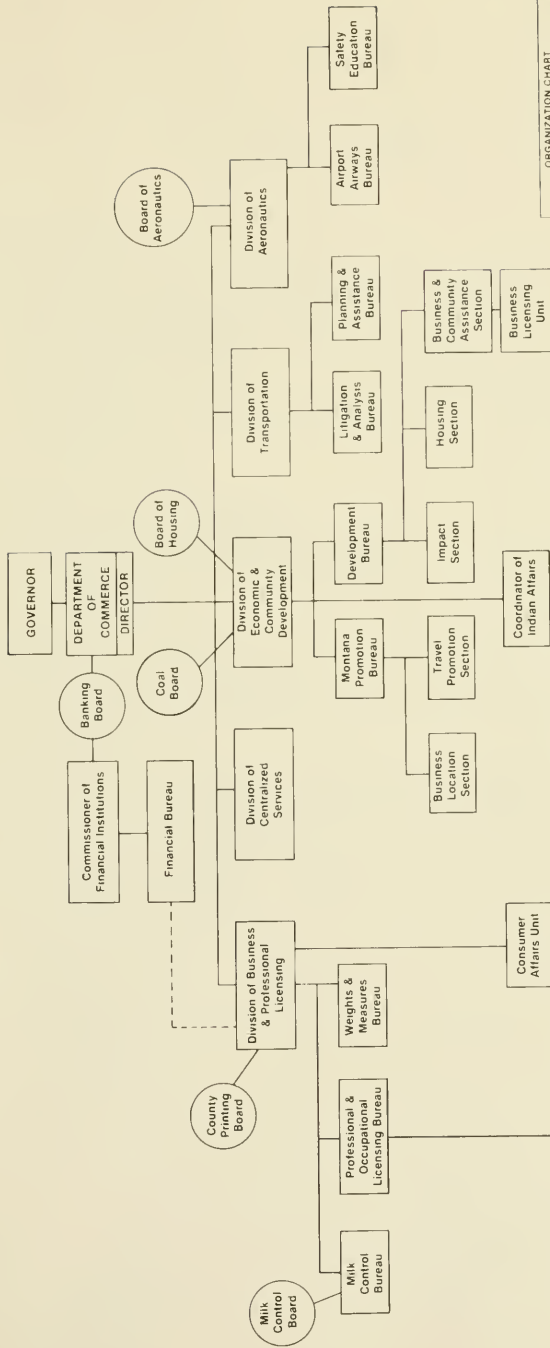 GOVERNOR
DEPARTMENT
OF
COMMERCE
DIRECTOR
Banking
Board
Commissioner of
Financial Institutions
Financial Bureau
Coal
Board
Board of
Housing
Board of
Aeronautics
County
Printing
Board
Division of Business
& Professional
Licensing
Division of
Centralized
Services
Division of
Economic &
Community
Development
Division of
Transportation
Division of
Aeronautics
Milk
Control
Board
Milk
Control
Bureau
Professional &
Occupational
Licensing Bureau
Weights &
Measures
Bureau
Montana
Promotion
Bureau
Development
Bureau
Litigation
& Analysis
Bureau
Planning &
Assistance
Bureau
Airport
Airways
Bureau
Safety
Education
Bureau
Business
Location
Section
Travel
Promotion
Section
Impact
Section
Housing
Section
Business &
Community
Assistance
Section
Consumer
Affairs Unit
Coordinator of
Indian Affairs
Business
Licensing
Unit
ORGANIZATION CHART